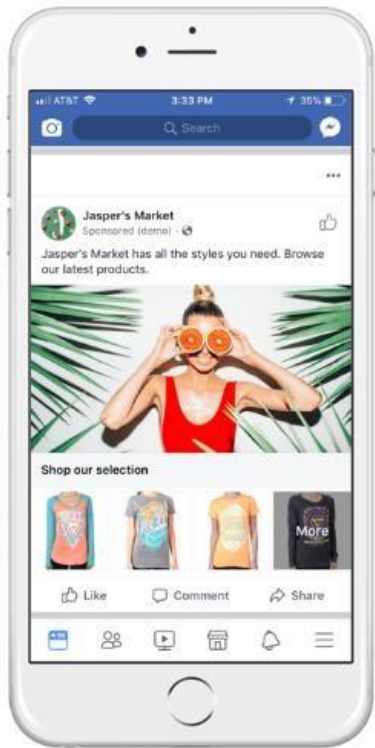 AT&T 3:33 PM 35%
Search
Jasper's Market
Sponsored (demo) ·
Jasper's Market has all the styles you need. Browse
our latest products.
Shop our selection
More
Like Comment Share